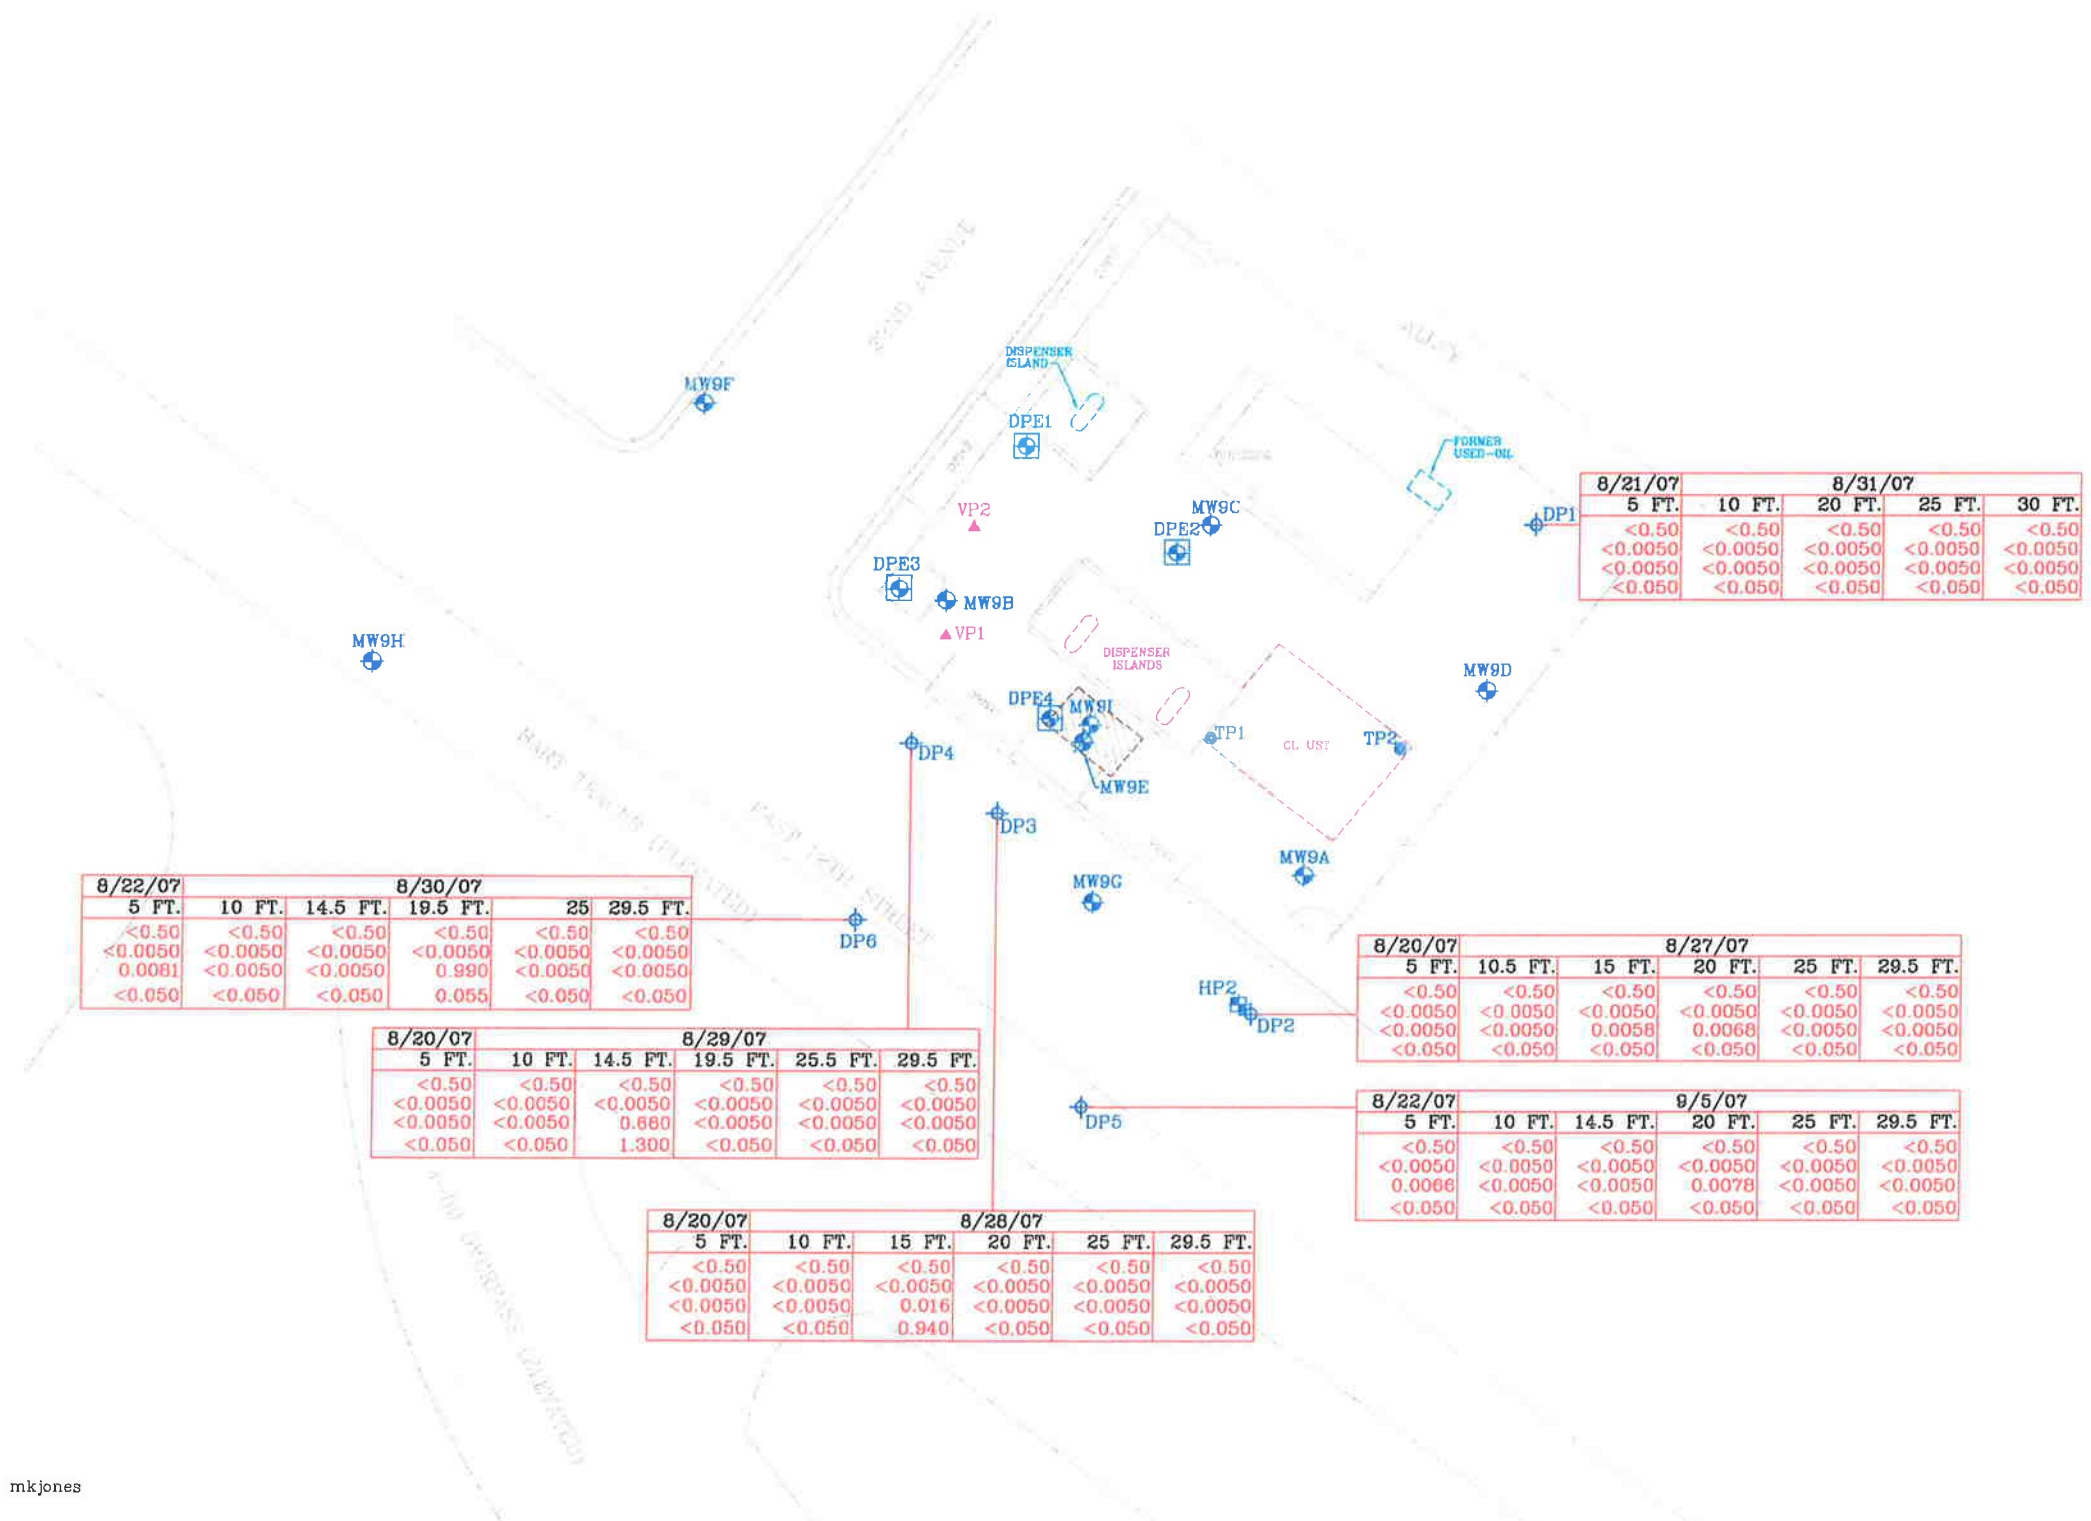 22ND AVENUE
ALLEY
DISPENSER
ISLAND
MW9F
DPE1
FORMER
USED-OIL
VP2
MW9C
DPE2
DP1
8/21/07 8/31/07
5 FT. 10 FT. 20 FT. 25 FT. 30 FT.
<0.50 <0.50 <0.50 <0.50 <0.50
<0.0050 <0.0050 <0.0050 <0.0050 <0.0050
<0.0050 <0.0050 <0.0050 <0.0050 <0.0050
<0.050 <0.050 <0.050 <0.050 <0.050
DPE3
MW9B
VP1
MW9H
DISPENSER
ISLANDS
MW9D
DPE4
MW9I
TP1
CL UST
TP2
DP4
MW9E
DP3
BART TRACKS (ELEVATED)
EAST 12TH STREET
MW9A
MW9G
8/22/07 8/30/07
5 FT. 10 FT. 14.5 FT. 19.5 FT. 25 29.5 FT.
<0.50 <0.50 <0.50 <0.50 <0.50 <0.50
<0.0050 <0.0050 <0.0050 <0.0050 <0.0050 <0.0050
0.0081 <0.0050 <0.0050 0.990 <0.0050 <0.0050
<0.050 <0.050 <0.050 0.055 <0.050 <0.050
DP6
HP2
DP2
8/20/07 8/27/07
5 FT. 10.5 FT. 15 FT. 20 FT. 25 FT. 29.5 FT.
<0.50 <0.50 <0.50 <0.50 <0.50 <0.50
<0.0050 <0.0050 <0.0050 <0.0050 <0.0050 <0.0050
<0.0050 <0.0050 0.0058 0.0068 <0.0050 <0.0050
<0.050 <0.050 <0.050 <0.050 <0.050 <0.050
8/20/07 8/29/07
5 FT. 10 FT. 14.5 FT. 19.5 FT. 25.5 FT. 29.5 FT.
<0.50 <0.50 <0.50 <0.50 <0.50 <0.50
<0.0050 <0.0050 <0.0050 <0.0050 <0.0050 <0.0050
<0.0050 <0.0050 0.660 <0.0050 <0.0050 <0.0050
<0.050 <0.050 1.300 <0.050 <0.050 <0.050
DP5
8/22/07 9/5/07
5 FT. 10 FT. 14.5 FT. 20 FT. 25 FT. 29.5 FT.
<0.50 <0.50 <0.50 <0.50 <0.50 <0.50
<0.0050 <0.0050 <0.0050 <0.0050 <0.0050 <0.0050
0.0066 <0.0050 <0.0050 0.0078 <0.0050 <0.0050
<0.050 <0.050 <0.050 <0.050 <0.050 <0.050
OVERPASS (ELEVATED)
8/20/07 8/28/07
5 FT. 10 FT. 15 FT. 20 FT. 25 FT. 29.5 FT.
<0.50 <0.50 <0.50 <0.50 <0.50 <0.50
<0.0050 <0.0050 <0.0050 <0.0050 <0.0050 <0.0050
<0.0050 <0.0050 0.016 <0.0050 <0.0050 <0.0050
<0.050 <0.050 0.940 <0.050 <0.050 <0.050
mkjones